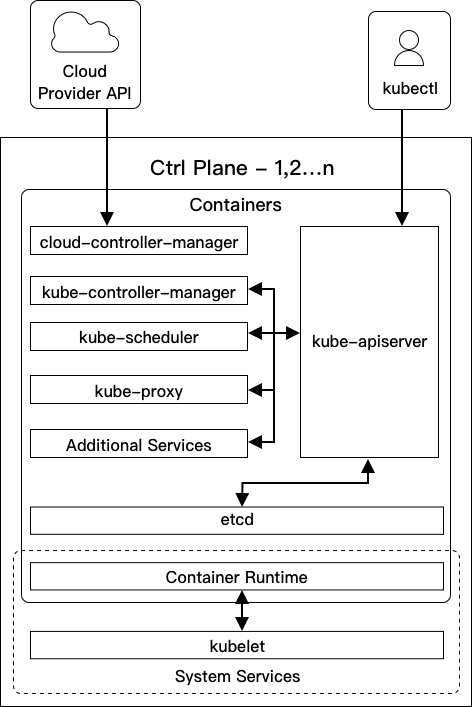 Cloud
Provider API
kubectl
Ctrl Plane – 1,2...n
Containers
cloud–controller–manager
kube–controller–manager
kube–scheduler
kube–apiserver
kube–proxy
Additional Services
etcd
Container Runtime
kubelet
System Services